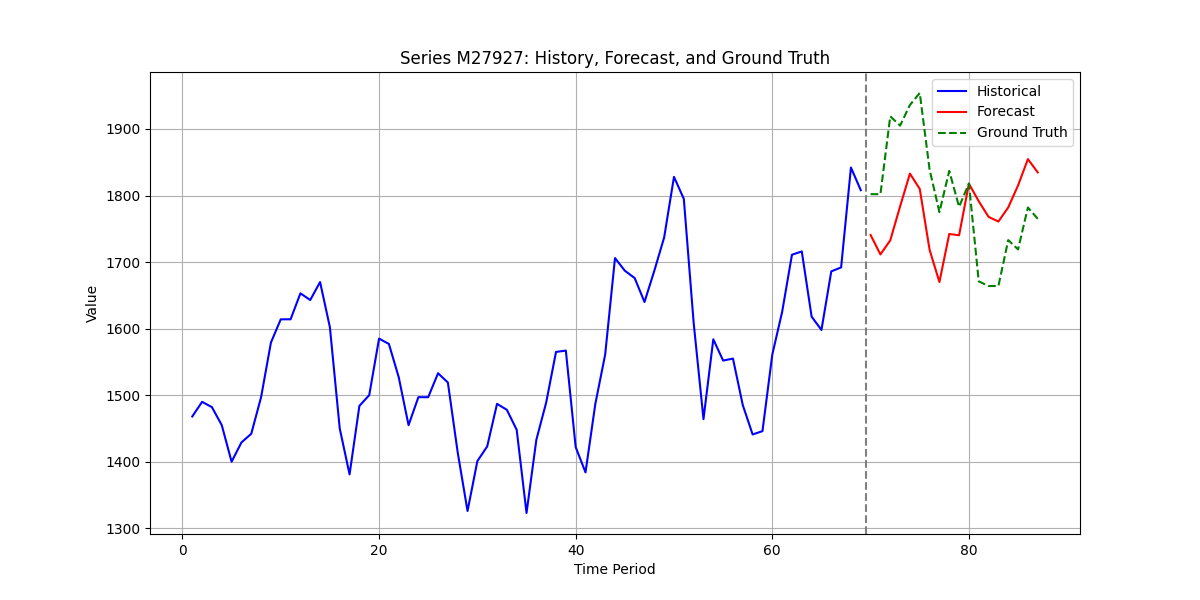 Series M27927: History, Forecast, and Ground Truth
Historical
Forecast
Ground Truth
Value
1900
1800
1700
1600
1500
1400
1300
0 20 40 60 80
Time Period